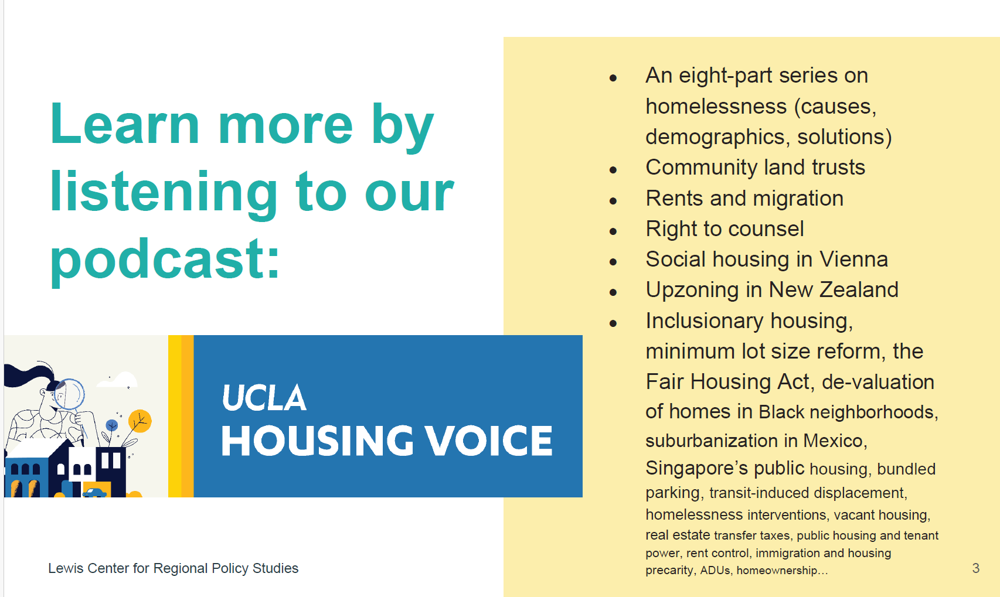 Learn more by
listening to our
podcast:
UCLA
HOUSING VOICE
Lewis Center for Regional Policy Studies
● An eight-part series on
homelessness (causes,
demographics, solutions)
● Community land trusts
● Rents and migration
● Right to counsel
● Social housing in Vienna
● Upzoning in New Zealand
● Inclusionary housing,
minimum lot size reform, the
Fair Housing Act, de-valuation
of homes in Black neighborhoods,
suburbanization in Mexico,
Singapore’s public housing, bundled
parking, transit-induced displacement,
homelessness interventions, vacant housing,
real estate transfer taxes, public housing and tenant
power, rent control, immigration and housing
precarity, ADUs, homeownership…
3